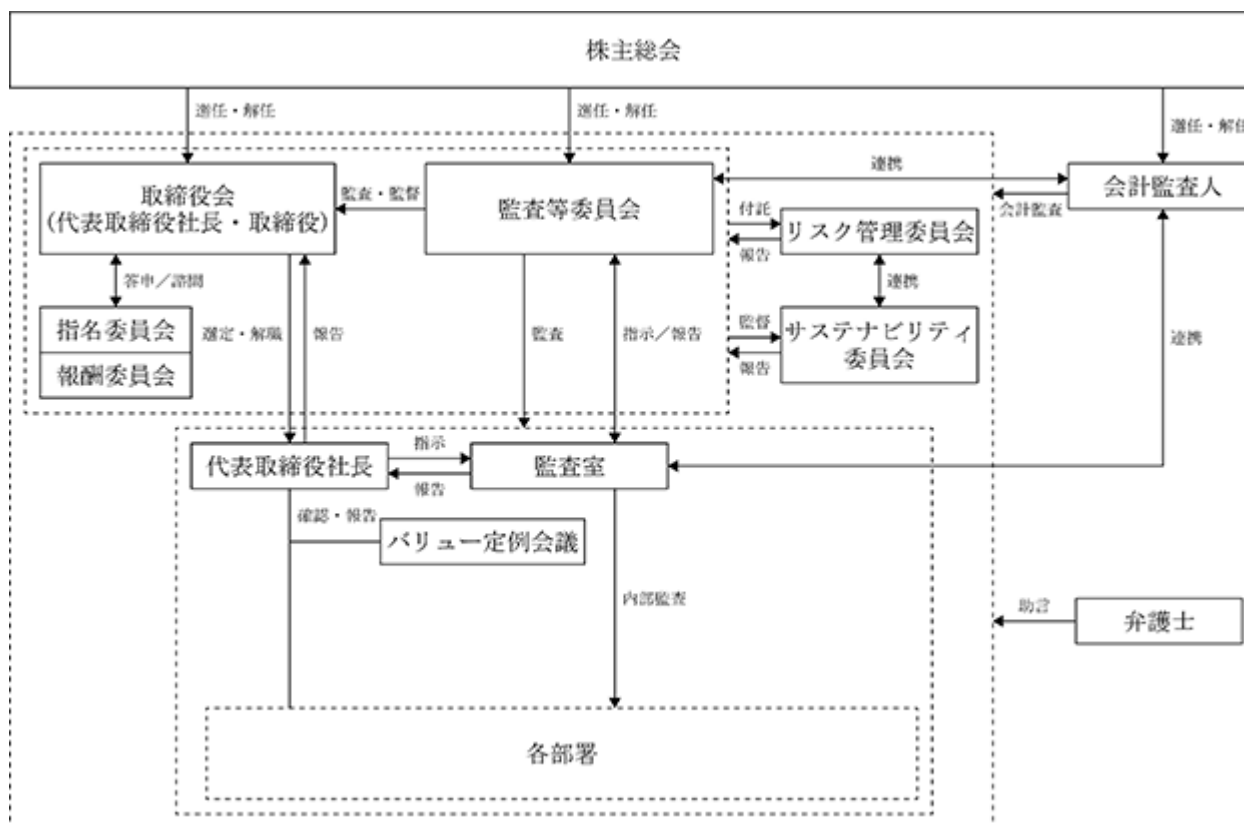 株主総会
選任・解任
選任・解任
選任・解任
取締役会
(代表取締役社長・取締役)
監査・監督
監査等委員会
連携
会計監査人
会計監査
付託
報告
リスク管理委員会
答申／諮問
連携
指名委員会
報酬委員会
選定・解職
報告
監査
指示／報告
監督
報告
サステナビリティ
委員会
連携
代表取締役社長
指示
報告
監査室
確認・報告
バリュー定例会議
内部監査
助言
弁護士
各部署